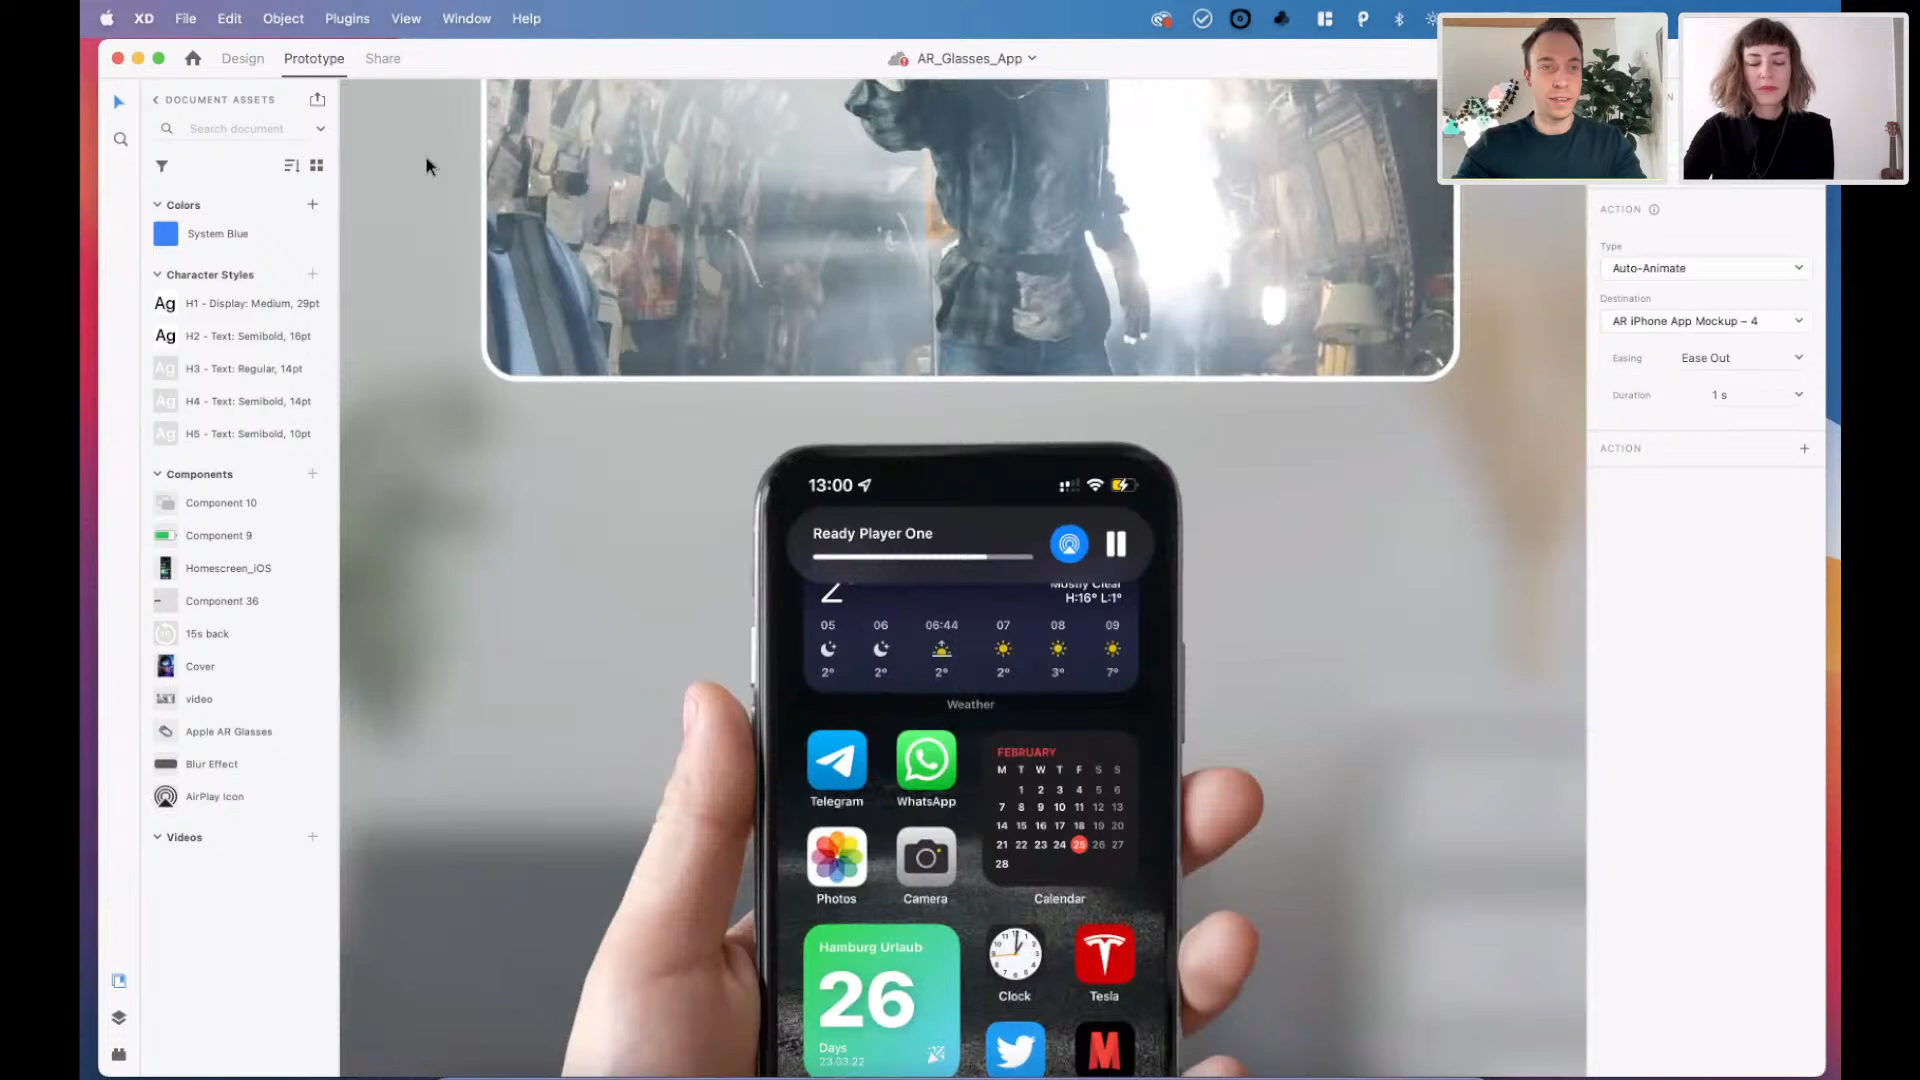 XD File Edit Object Plugins View Window Help
Design Prototype Share
AR_Glasses_App
DOCUMENT ASSETS
Search document
Colors
System Blue
Character Styles
Ag H1 - Display: Medium, 29pt
Ag H2 - Text: Semibold, 16pt
Ag H3 - Text: Regular, 14pt
Ag H4 - Text: Semibold, 14pt
Ag H5 - Text: Semibold, 10pt
Components
Component 10
Component 9
Homescreen_iOS
Component 36
15s back
Cover
video
Apple AR Glasses
Blur Effect
AirPlay Icon
Videos
13:00
Ready Player One
Mostly Clear
H:16° L:1°
05 06 06:44 07 08 09
2° 2° 2° 2° 3° 7°
Weather
Telegram WhatsApp
FEBRUARY
M T W T F S S
1 2 3 4 5 6
7 8 9 10 11 12 13
14 15 16 17 18 19 20
21 22 23 24 25 26 27
28
Photos Camera Calendar
Hamburg Urlaub
26
Days
23.03.22
Clock Tesla
ACTION
Type
Auto-Animate
Destination
AR iPhone App Mockup – 4
Easing Ease Out
Duration 1 s
ACTION